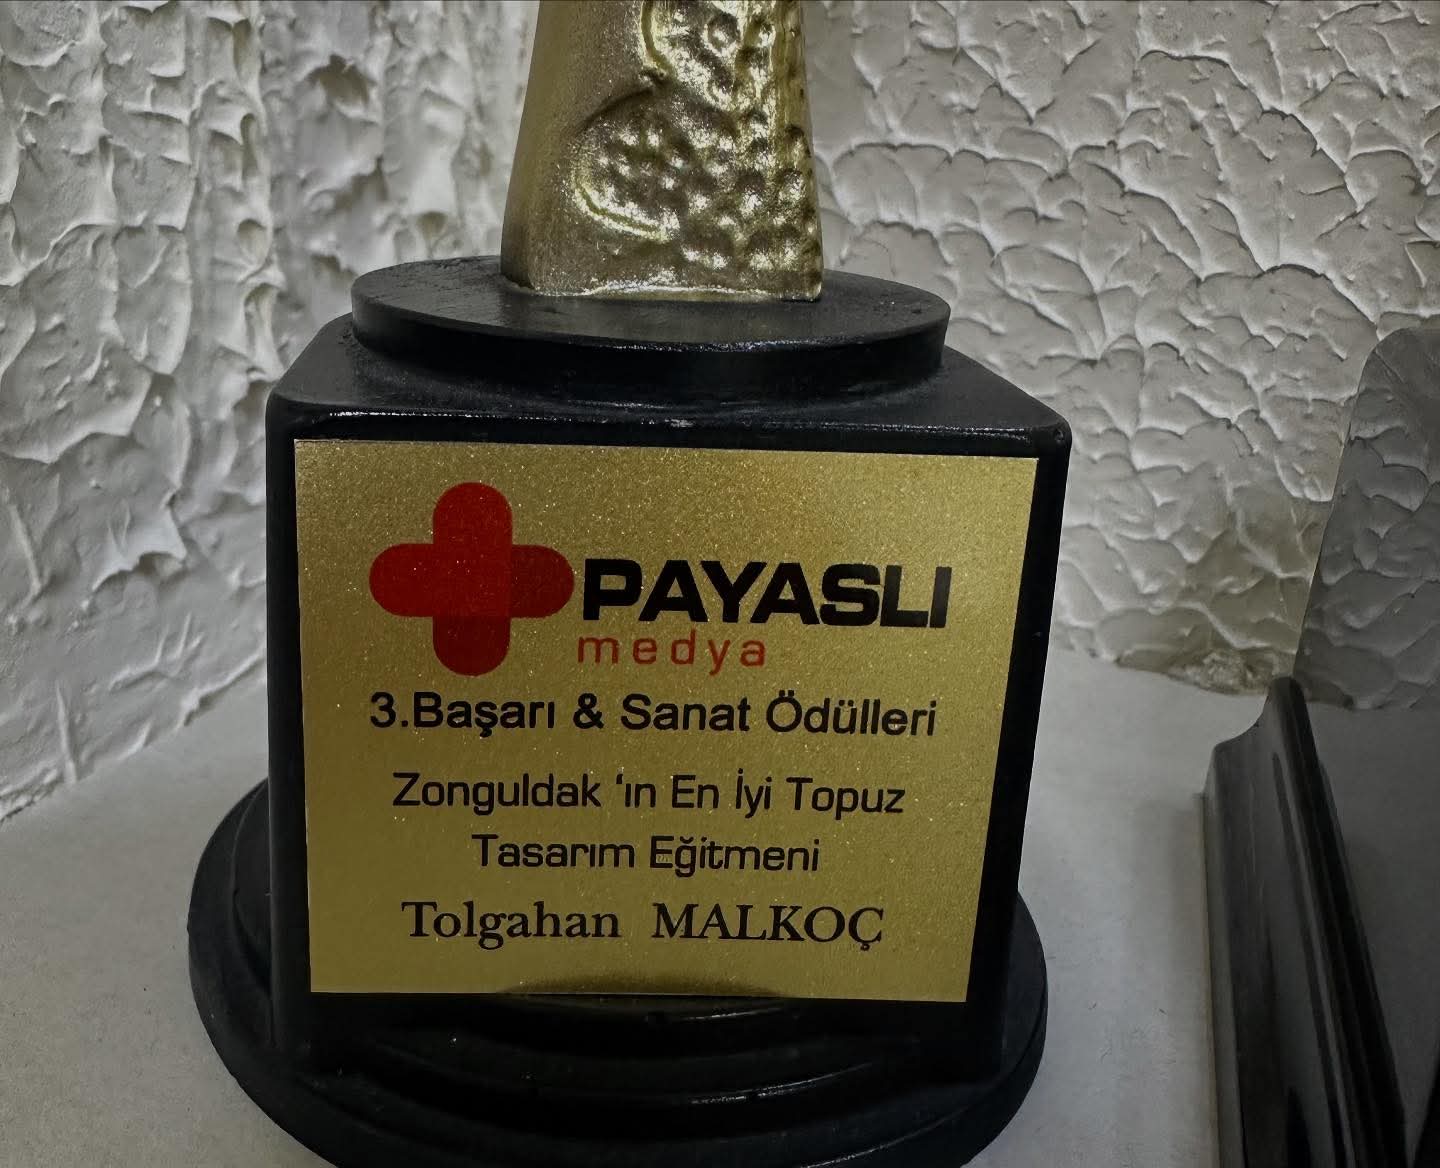 PAYASLI
medya
3.Başarı & Sanat Ödülleri
Zonguldak 'ın En İyi Topuz
Tasarım Eğitmeni
Tolgahan MALKOÇ